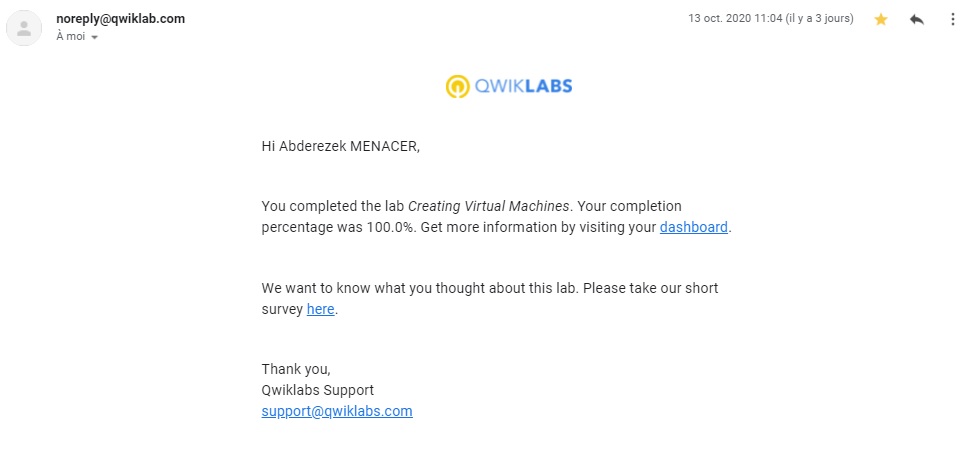 noreply@qwiklab.com
13 oct. 2020 11:04 (il y a 3 jours)
À moi
QWIKLABS
Hi Abderezek MENACER,
You completed the lab Creating Virtual Machines. Your completion
percentage was 100.0%. Get more information by visiting your dashboard.
We want to know what you thought about this lab. Please take our short
survey here.
Thank you,
Qwiklabs Support
support@qwiklabs.com